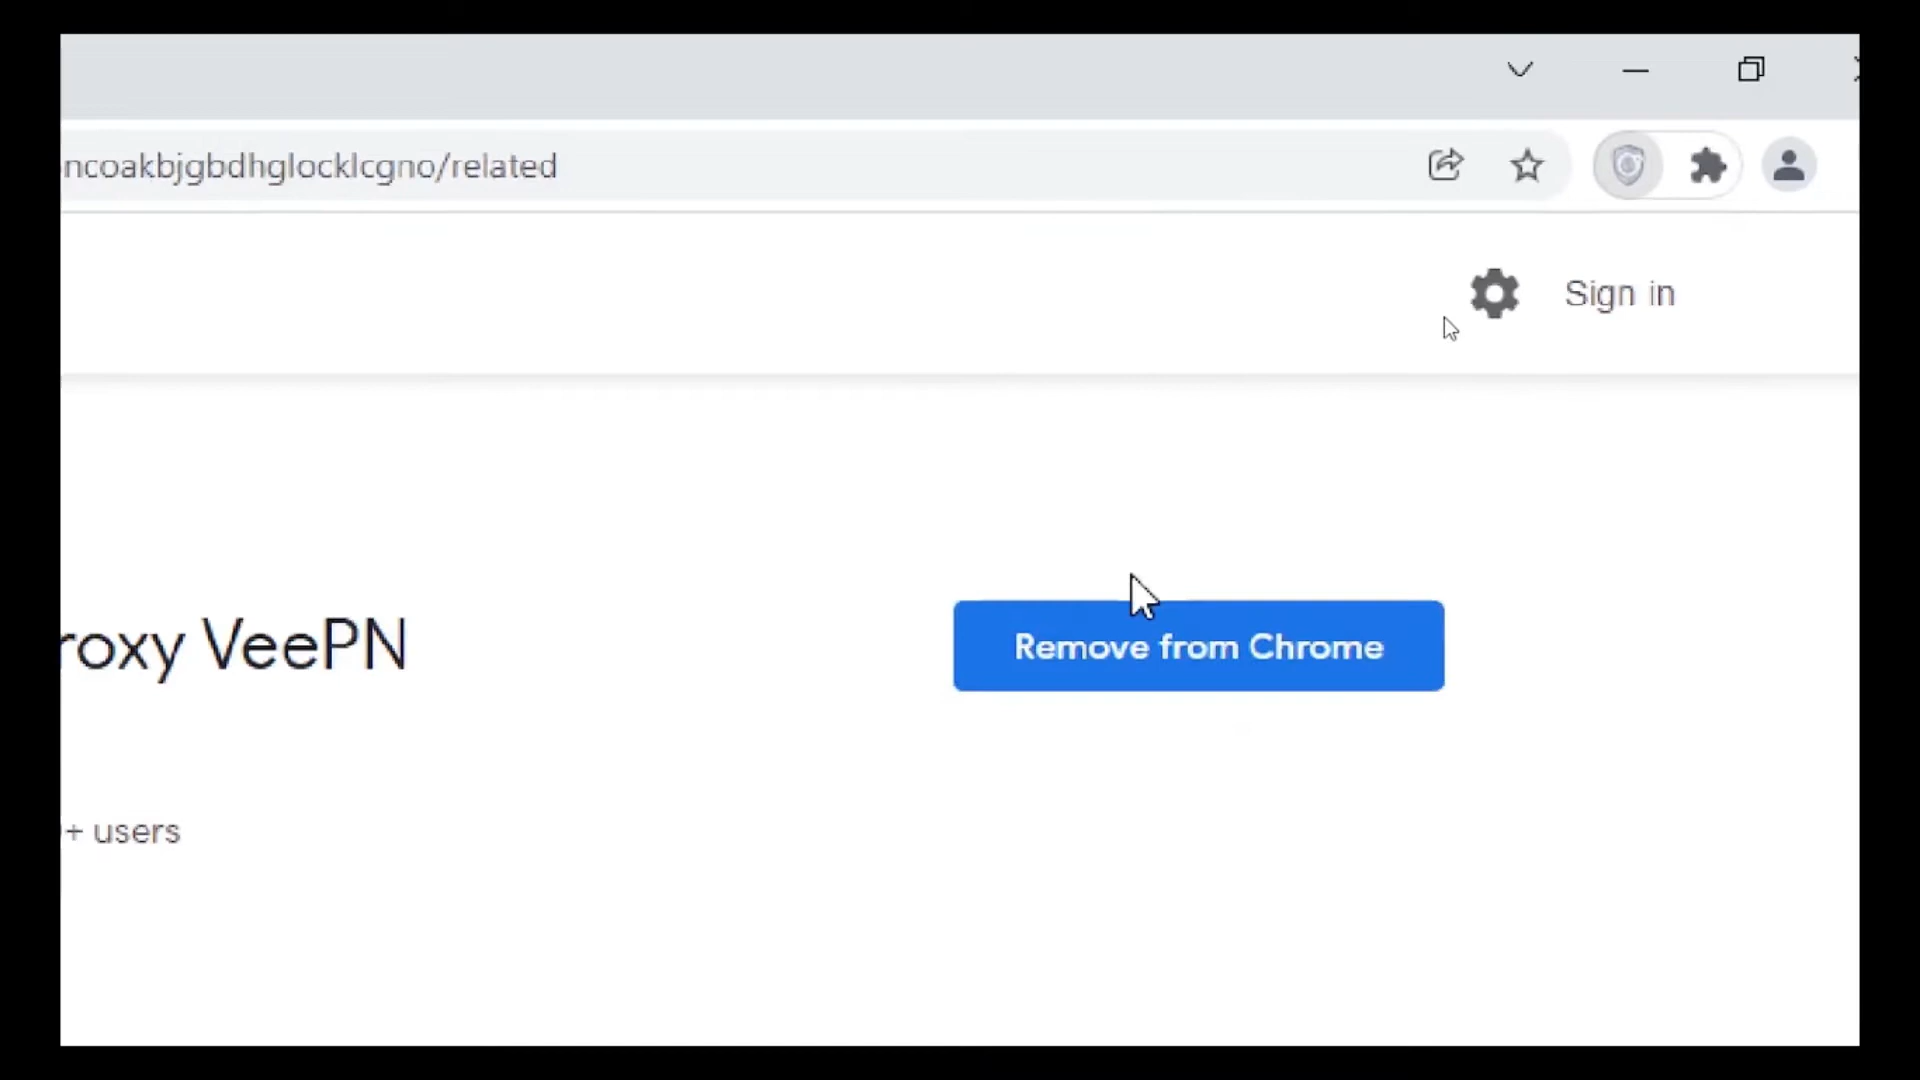 ncoakbjgbdhglocklcgno/related
Sign in
roxy VeePN
Remove from Chrome
+ users